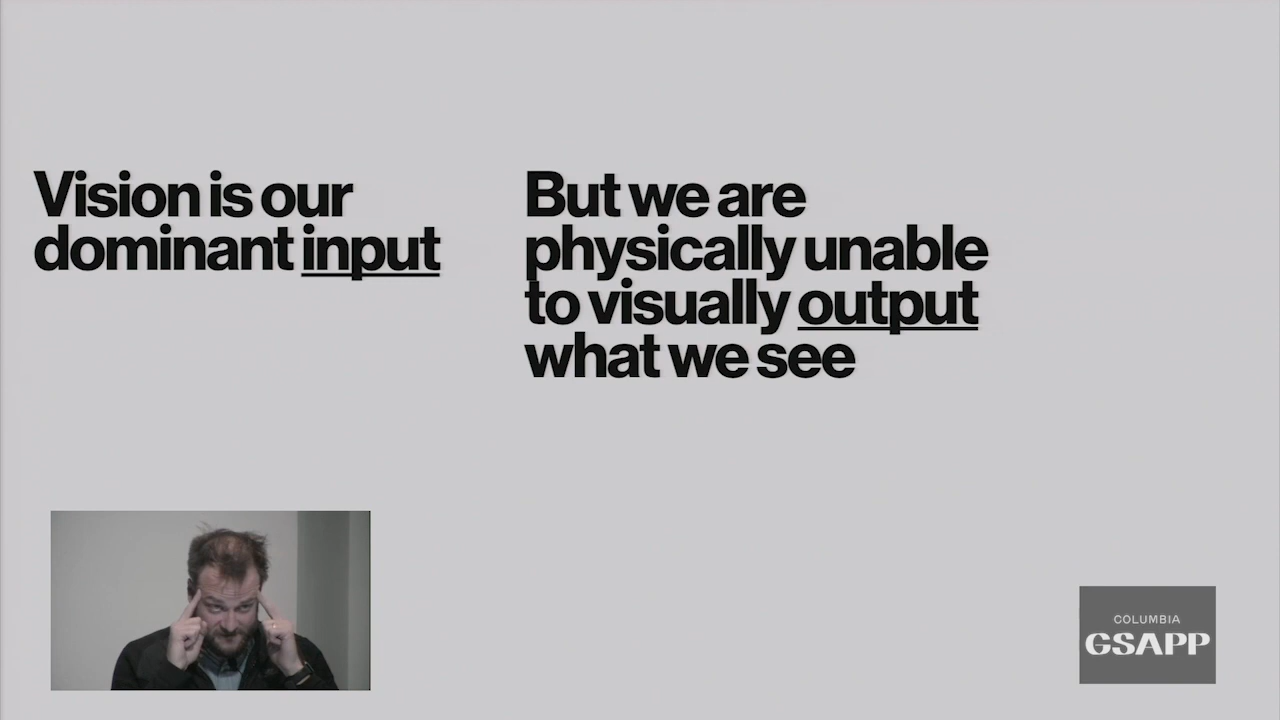 Vision is our
dominant input
But we are
physically unable
to visually output
what we see
COLUMBIA
GSAPP